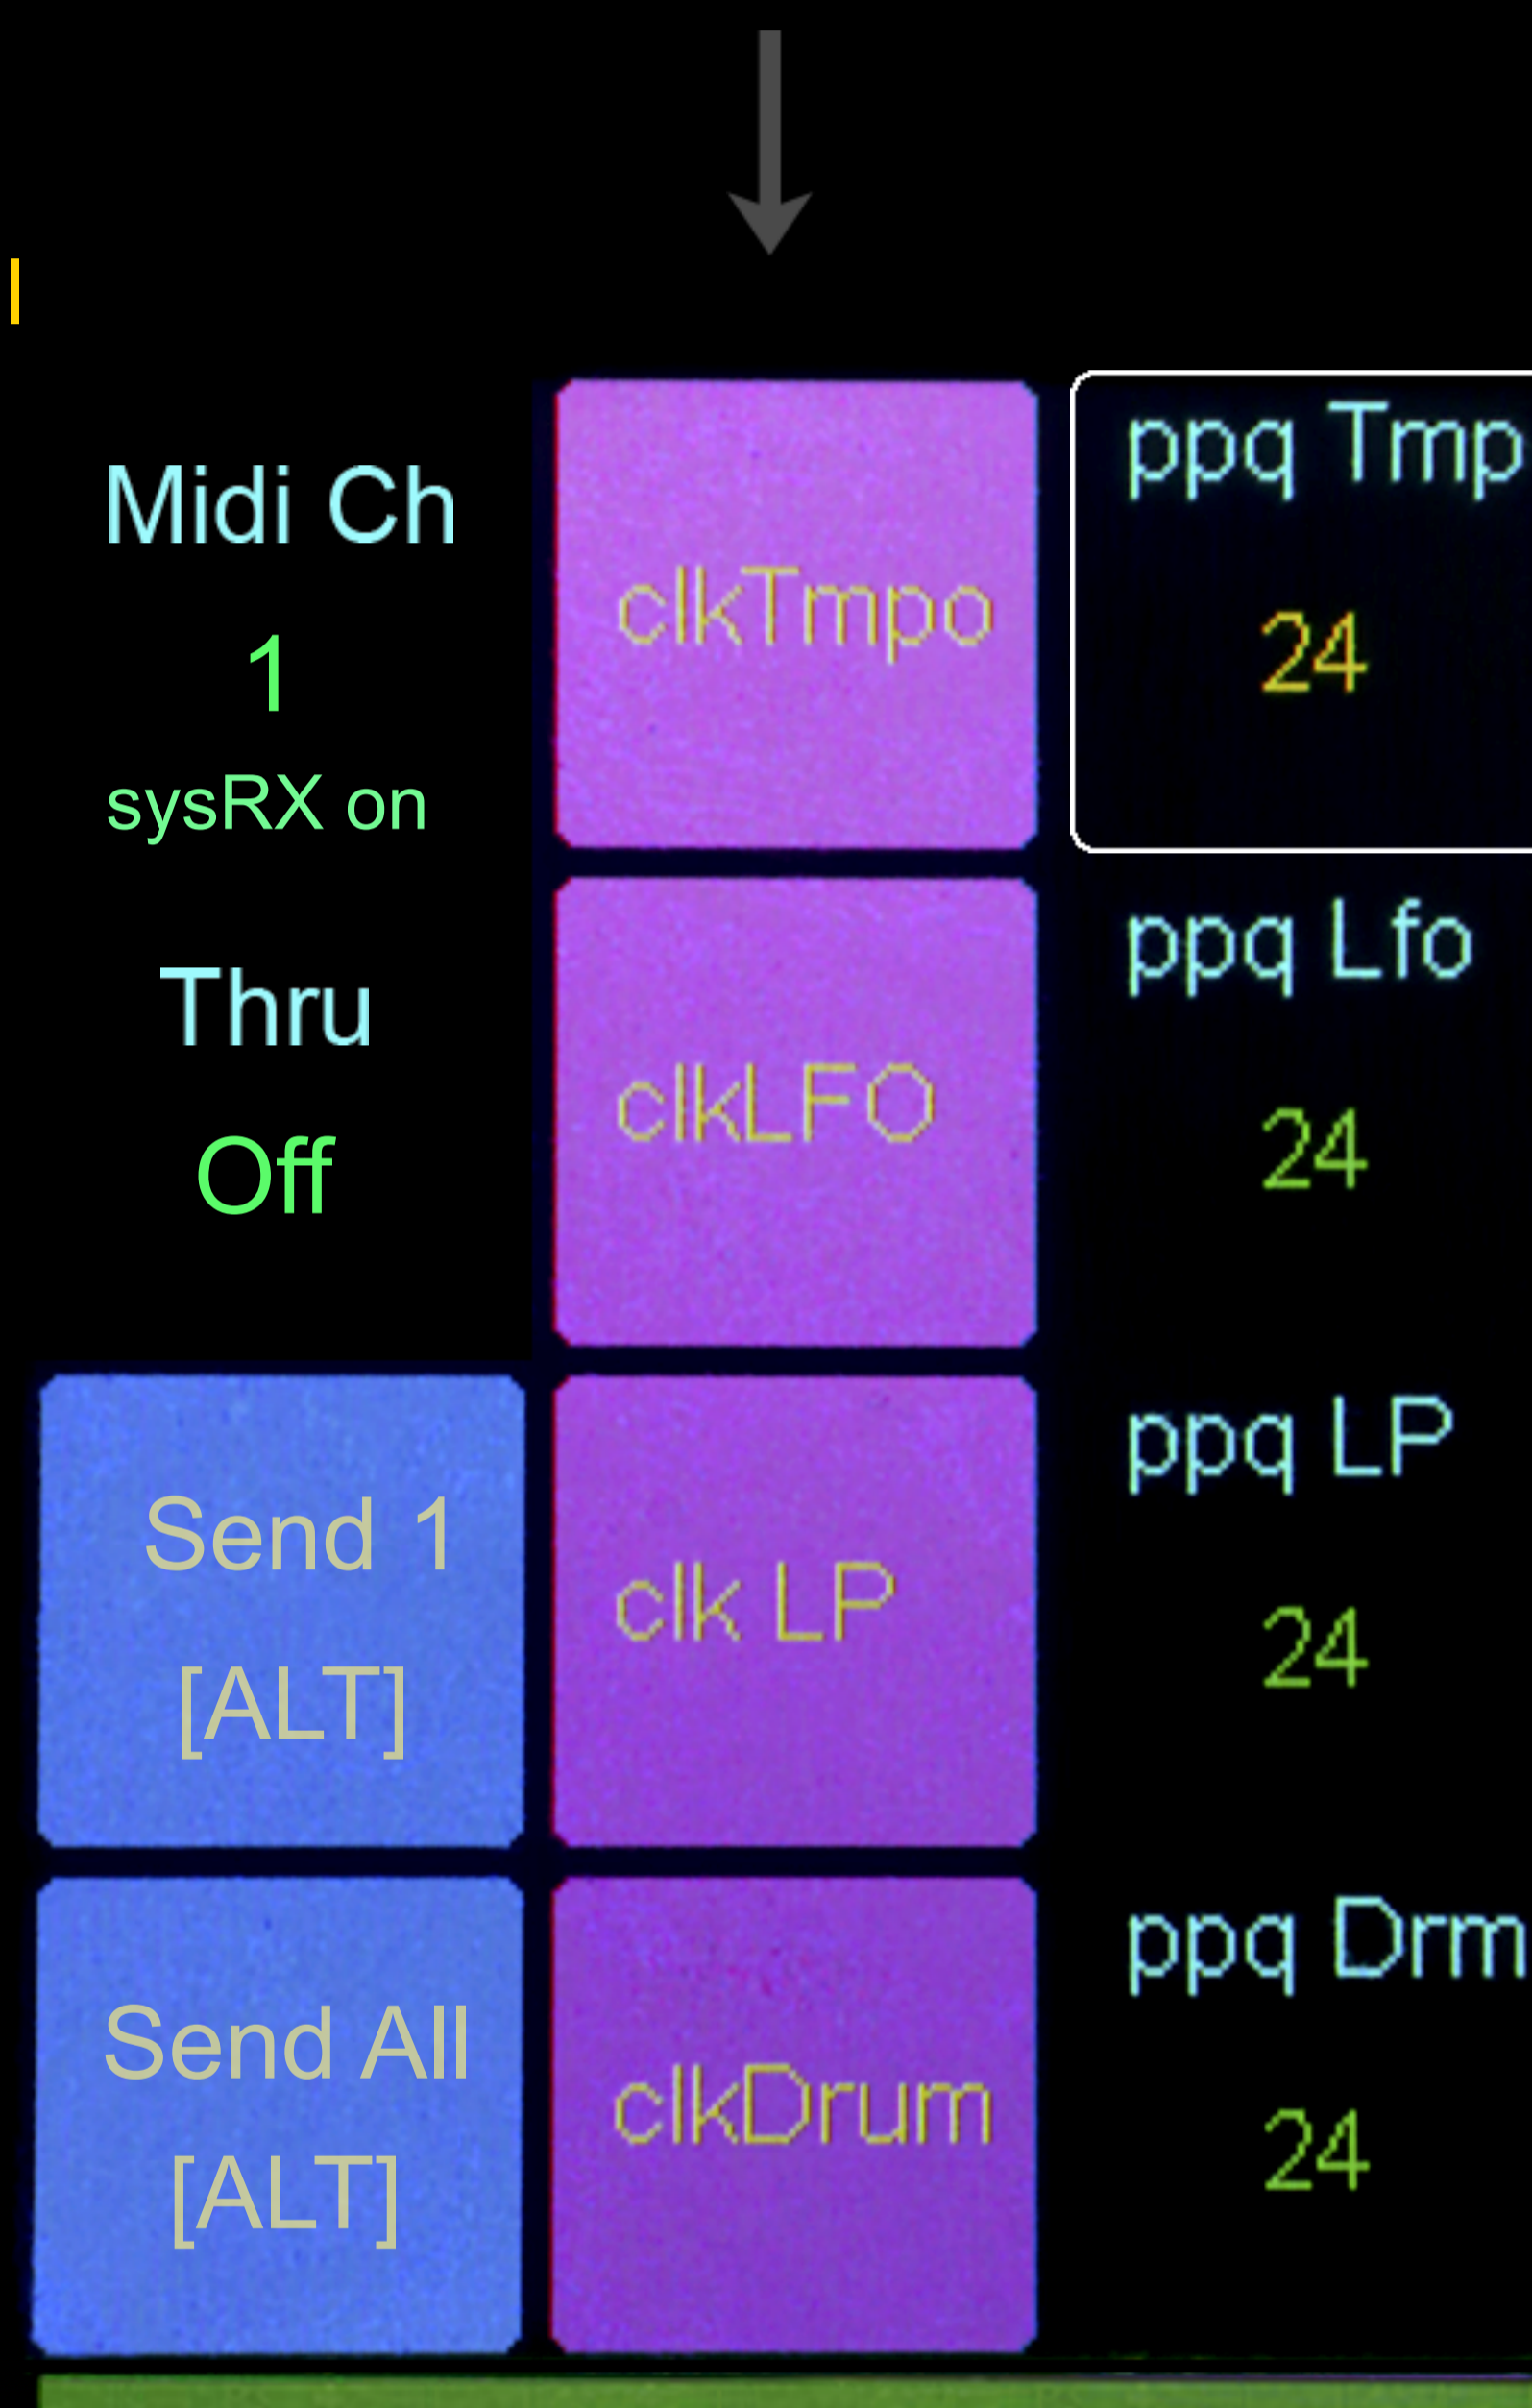 Midi Ch
1
sysRX on
clkTmpo
ppq Tmp
24
Thru
Off
clkLFO
ppq Lfo
24
Send 1
[ALT]
clk LP
ppq LP
24
Send All
[ALT]
clkDrum
ppq Drm
24